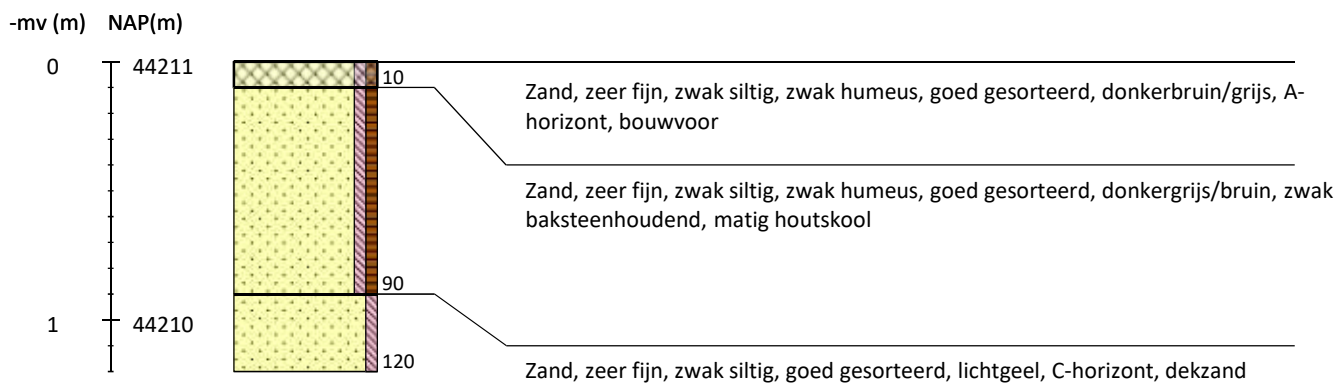 -mv (m) NAP(m)
0 44211
10
Zand, zeer fijn, zwak siltig, zwak humeus, goed gesorteerd, donkerbruin/grijs, A-
horizont, bouwvoor
Zand, zeer fijn, zwak siltig, zwak humeus, goed gesorteerd, donkergrijs/bruin, zwak
baksteenhoudend, matig houtskool
90
1 44210
120
Zand, zeer fijn, zwak siltig, goed gesorteerd, lichtgeel, C-horizont, dekzand